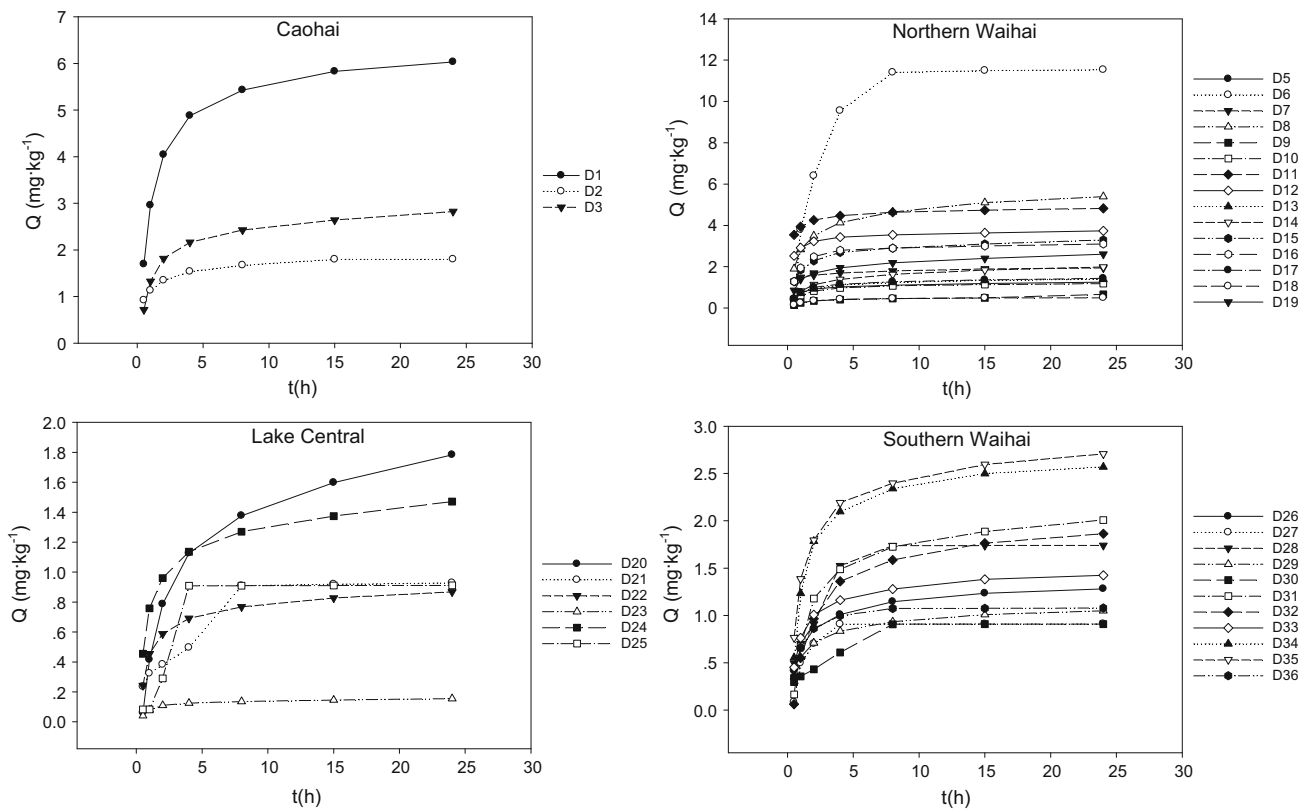 Caohai
7
6
5
4
3
2
1
0
Q (mg·kg-1)
0 5 10 15 20 25 30
t(h)
D1
D2
D3
Northern Waihai
14
12
10
8
6
4
2
0
Q (mg·kg-1)
0 5 10 15 20 25 30
t(h)
D5
D6
D7
D8
D9
D10
D11
D12
D13
D14
D15
D16
D17
D18
D19
Lake Central
2.0
1.8
1.6
1.4
1.2
1.0
.8
.6
.4
.2
0.0
Q (mg·kg-1)
0 5 10 15 20 25 30
t(h)
D20
D21
D22
D23
D24
D25
Southern Waihai
3.0
2.5
2.0
1.5
1.0
.5
0.0
Q (mg·kg-1)
0 5 10 15 20 25 30
t(h)
D26
D27
D28
D29
D30
D31
D32
D33
D34
D35
D36